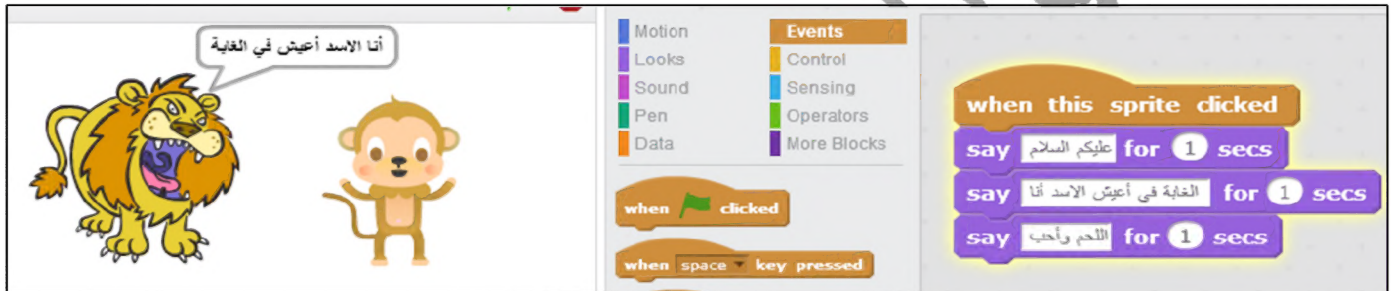 أنا الاسد أعيش في الغابة
Motion
Events
Looks
Control
Sound
Sensing
Pen
Operators
Data
More Blocks
when clicked
when space key pressed
when this sprite clicked
say عليكم السلام for 1 secs
say الغابة في أعيش الاسد أنا for 1 secs
say اللحم وأحب for 1 secs